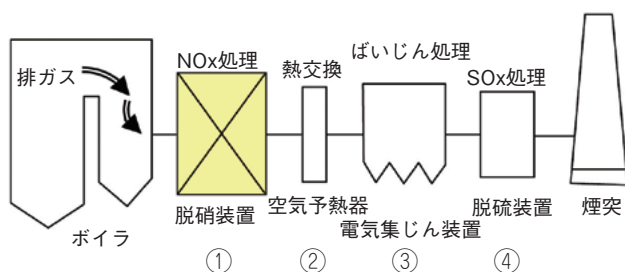 排ガス
ボイラ
NOx処理
脱硝装置
①
熱交換
空気予熱器
②
ばいじん処理
電気集じん装置
③
SOx処理
脱硫装置
④
煙突